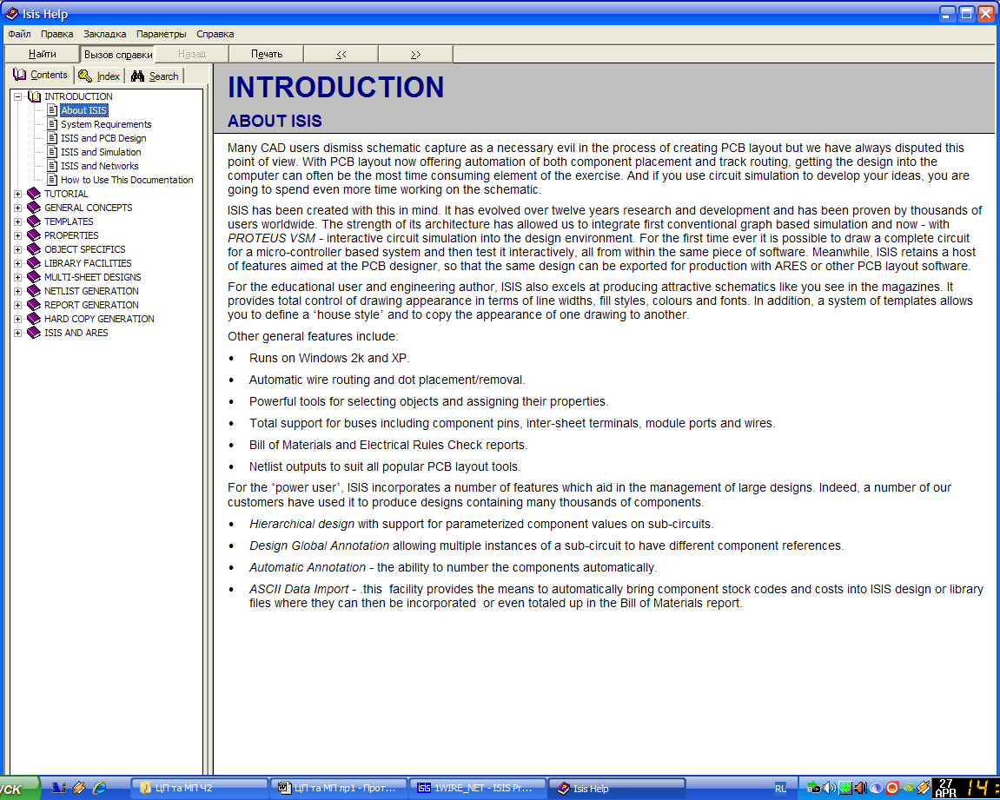 Isis Help
Файл Правка Закладка Параметры Справка
Найти Вызов справки Назад Печать << >>
Contents Index Search
INTRODUCTION
About ISIS
System Requirements
ISIS and PCB Design
ISIS and Simulation
ISIS and Networks
How to Use This Documentation
TUTORIAL
GENERAL CONCEPTS
TEMPLATES
PROPERTIES
OBJECT SPECIFICS
LIBRARY FACILITIES
MULTI-SHEET DESIGNS
NETLIST GENERATION
REPORT GENERATION
HARD COPY GENERATION
ISIS AND ARES
INTRODUCTION
ABOUT ISIS
Many CAD users dismiss schematic capture as a necessary evil in the process of creating PCB layout but we have always disputed this
point of view. With PCB layout now offering automation of both component placement and track routing, getting the design into the
computer can often be the most time consuming element of the exercise. And if you use circuit simulation to develop your ideas, you are
going to spend even more time working on the schematic.
ISIS has been created with this in mind. It has evolved over twelve years research and development and has been proven by thousands of
users worldwide. The strength of its architecture has allowed us to integrate first conventional graph based simulation and now - with
PROTEUS VSM - interactive circuit simulation into the design environment. For the first time ever it is possible to draw a complete circuit
for a micro-controller based system and then test it interactively, all from within the same piece of software. Meanwhile, ISIS retains a host
of features aimed at the PCB designer, so that the same design can be exported for production with ARES or other PCB layout software.
For the educational user and engineering author, ISIS also excels at producing attractive schematics like you see in the magazines. It
provides total control of drawing appearance in terms of line widths, fill styles, colours and fonts. In addition, a system of templates allows
you to define a ‘house style’ and to copy the appearance of one drawing to another.
Other general features include:
• Runs on Windows 2k and XP.
• Automatic wire routing and dot placement/removal.
• Powerful tools for selecting objects and assigning their properties.
• Total support for buses including component pins, inter-sheet terminals, module ports and wires.
• Bill of Materials and Electrical Rules Check reports.
• Netlist outputs to suit all popular PCB layout tools.
For the ‘power user’, ISIS incorporates a number of features which aid in the management of large designs. Indeed, a number of our
customers have used it to produce designs containing many thousands of components.
• Hierarchical design with support for parameterized component values on sub-circuits.
• Design Global Annotation allowing multiple instances of a sub-circuit to have different component references.
• Automatic Annotation - the ability to number the components automatically.
• ASCII Data Import - .this facility provides the means to automatically bring component stock codes and costs into ISIS design or library
files where they can then be incorporated or even totaled up in the Bill of Materials report.
уск ЦП та МП Ч2 ЦП та МП лр1 - Прот... ISIS 1WIRE_NET - ISIS Pr... Isis Help RL 27 APR 14: